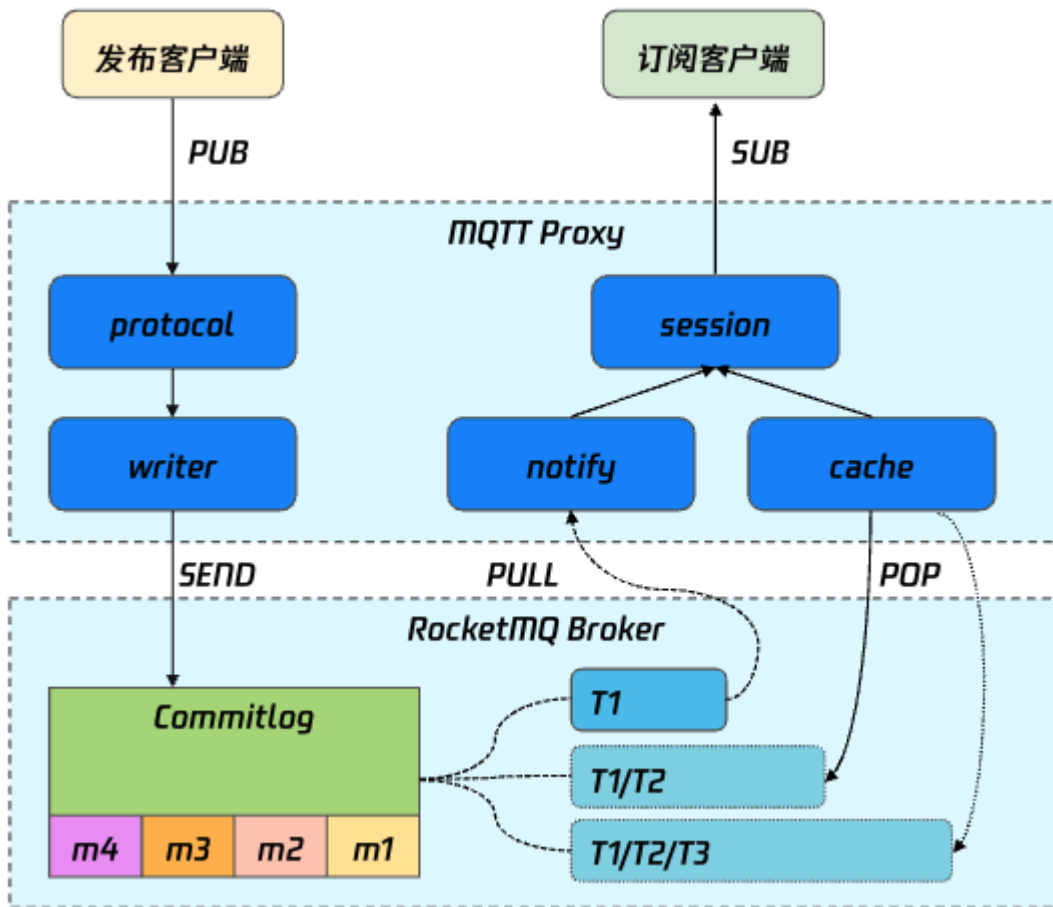 发布客户端
订阅客户端
PUB
SUB
MQTT Proxy
protocol
session
writer
notify
cache
SEND
PULL
POP
RocketMQ Broker
Commitlog
T1
T1/T2
T1/T2/T3
m4
m3
m2
m1